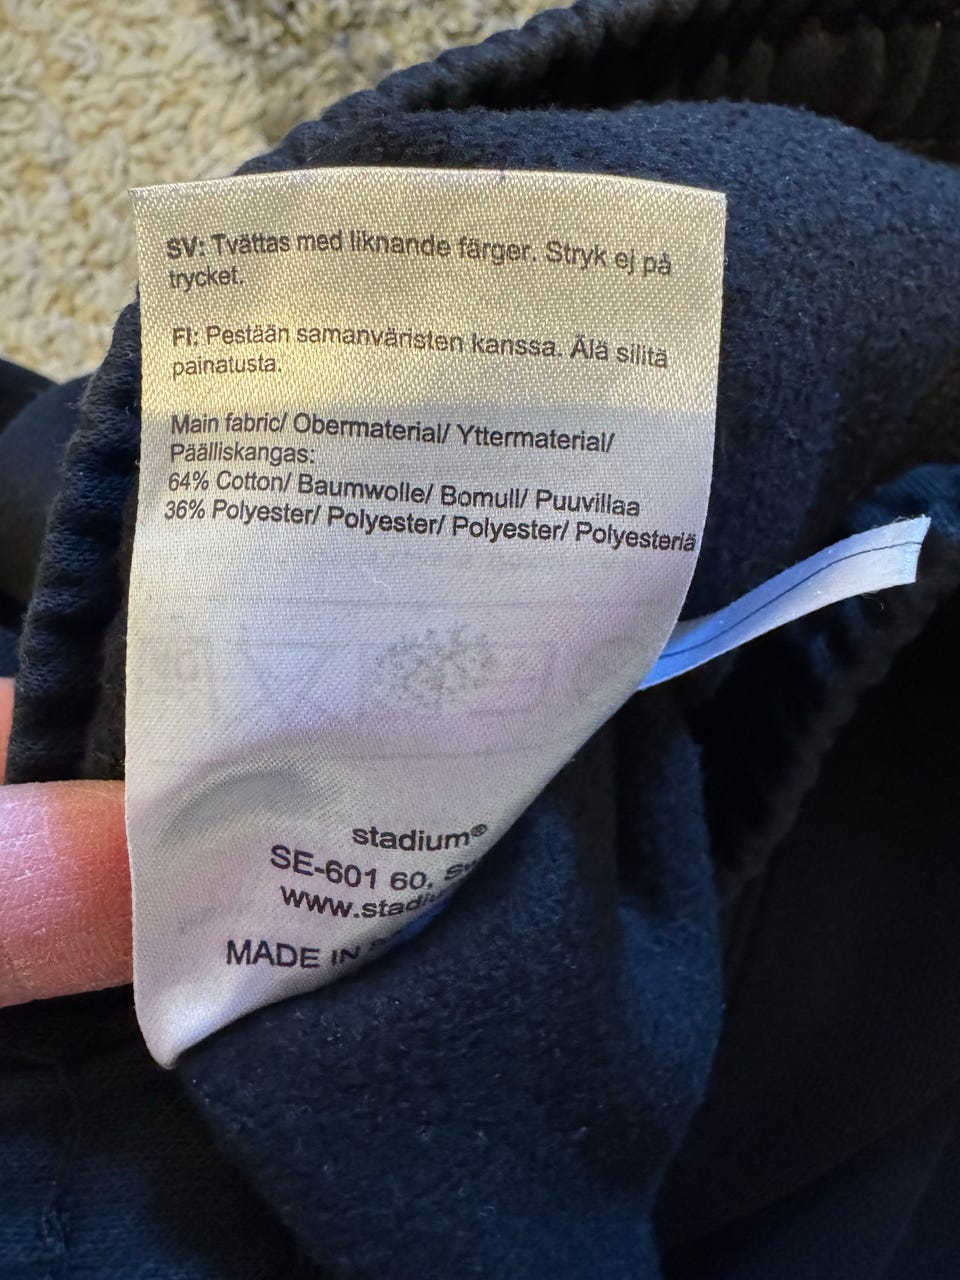 SV: Tvättas med liknande färger. Stryk ej på
trycket.
FI: Pestään samanväristen kanssa. Älä silitä
painatusta.
Main fabric/ Obermaterial/ Yttermaterial/
Päälliskangas:
64% Cotton/ Baumwolle/ Bomull/ Puuvillaa
36% Polyester/ Polyester/ Polyester/ Polyesteriä
stadium®
SE-601 60,
MADE IN